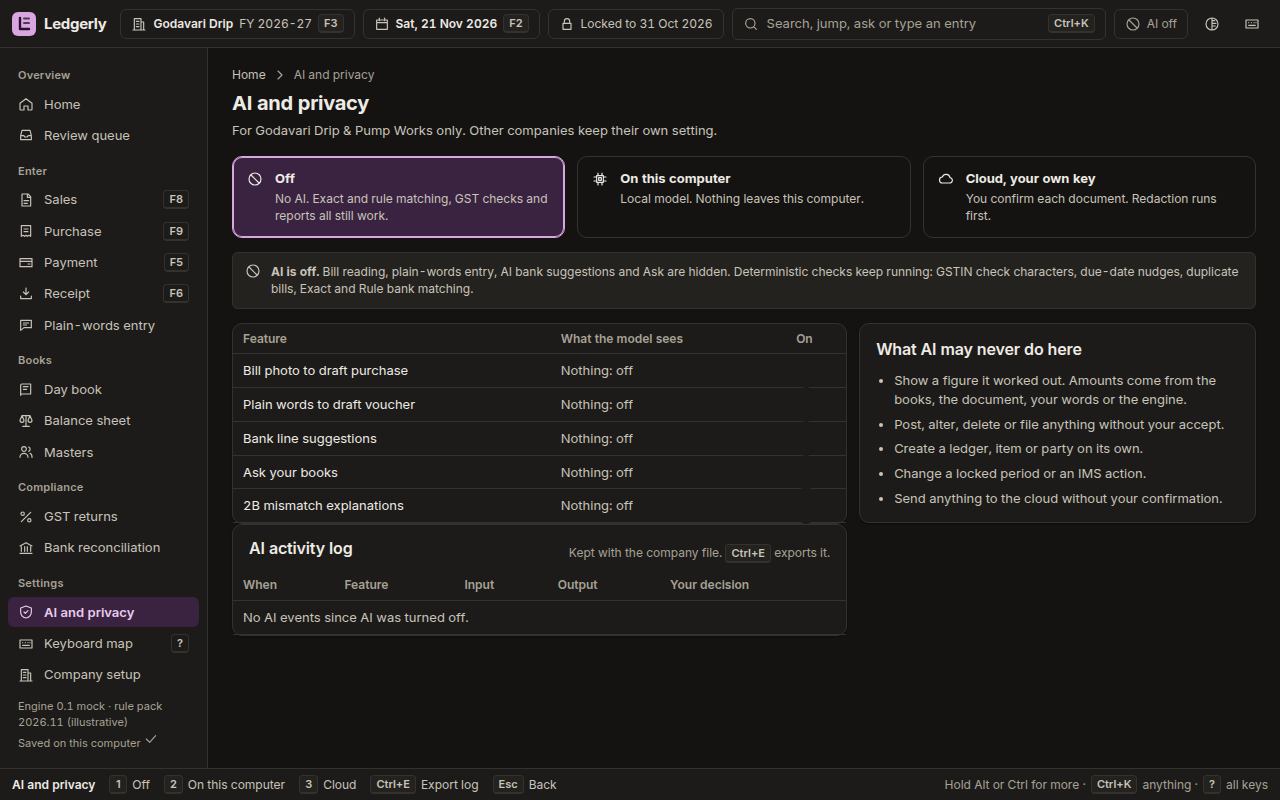 Ledgerly
Godavari Drip FY 2026-27 F3
Sat, 21 Nov 2026 F2
Locked to 31 Oct 2026
Search, jump, ask or type an entry Ctrl+K
AI off
Overview
Home
Review queue
Enter
Sales F8
Purchase F9
Payment F5
Receipt F6
Plain-words entry
Books
Day book
Balance sheet
Masters
Compliance
GST returns
Bank reconciliation
Settings
AI and privacy
Keyboard map ?
Company setup
Engine 0.1 mock · rule pack
2026.11 (illustrative)
Saved on this computer
Home AI and privacy
AI and privacy
For Godavari Drip & Pump Works only. Other companies keep their own setting.
Off
No AI. Exact and rule matching, GST checks and
reports all still work.
On this computer
Local model. Nothing leaves this computer.
Cloud, your own key
You confirm each document. Redaction runs
first.
AI is off. Bill reading, plain-words entry, AI bank suggestions and Ask are hidden. Deterministic checks keep running: GSTIN check characters, due-date nudges, duplicate
bills, Exact and Rule bank matching.
Feature What the model sees On
Bill photo to draft purchase Nothing: off
Plain words to draft voucher Nothing: off
Bank line suggestions Nothing: off
Ask your books Nothing: off
2B mismatch explanations Nothing: off
What AI may never do here
• Show a figure it worked out. Amounts come from the
books, the document, your words or the engine.
• Post, alter, delete or file anything without your accept.
• Create a ledger, item or party on its own.
• Change a locked period or an IMS action.
• Send anything to the cloud without your confirmation.
AI activity log Kept with the company file. Ctrl+E exports it.
When Feature Input Output Your decision
No AI events since AI was turned off.
AI and privacy 1 Off 2 On this computer 3 Cloud Ctrl+E Export log Esc Back
Hold Alt or Ctrl for more · Ctrl+K anything · ? all keys